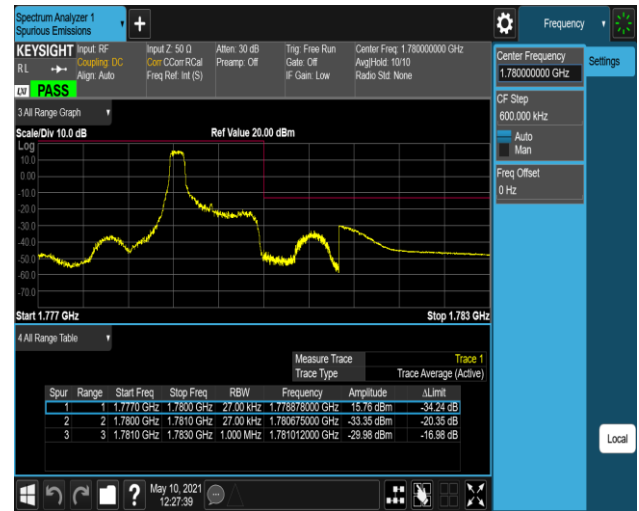 Spectrum Analyzer 1
Spurious Emissions
Frequency
KEYSIGHT Input: RF Input Z: 50 Ω Atten: 30 dB Trig: Free Run Center Freq: 1.780000000 GHz
RL Coupling: DC Corr CCorr RCal Preamp: Off Gate: Off Avg|Hold: 10/10
Align: Auto Freq Ref: Int (S) IF Gain: Low Radio Std: None
PASS
Center Frequency
1.780000000 GHz
Settings
CF Step
600.000 kHz
Auto
Man
Freq Offset
0 Hz
3 All Range Graph
Scale/Div 10.0 dB Ref Value 20.00 dBm
Log
10.0
0.00
-10.0
-20.0
-30.0
-40.0
-50.0
-60.0
-70.0
Start 1.777 GHz Stop 1.783 GHz
4 All Range Table
Measure Trace Trace 1
Trace Type Trace Average (Active)
Spur Range Start Freq Stop Freq RBW Frequency Amplitude ΔLimit
1 1 1.7770 GHz 1.7800 GHz 27.00 kHz 1.778878000 GHz 15.76 dBm -34.24 dB
2 2 1.7800 GHz 1.7810 GHz 27.00 kHz 1.780675000 GHz -33.35 dBm -20.35 dB
3 3 1.7810 GHz 1.7830 GHz 1.000 MHz 1.781012000 GHz -29.98 dBm -16.98 dB
Local
May 10, 2021
12:27:39